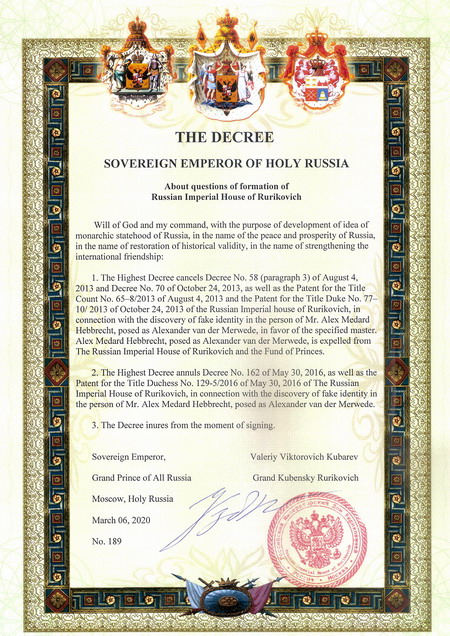 THE DECREE
SOVEREIGN EMPEROR OF HOLY RUSSIA
About questions of formation of
Russian Imperial House of Rurikovich
Will of God and my command, with the purpose of development of idea of
monarchic statehood of Russia, in the name of the peace and prosperity of Russia,
in the name of restoration of historical validity, in the name of strengthening the
international friendship:
1. The Highest Decree cancels Decree No. 58 (paragraph 3) of August 4,
2013 and Decree No. 70 of October 24, 2013, as well as the Patent for the Title
Count No. 65–8/2013 of August 4, 2013 and the Patent for the Title Duke No. 77–
10/ 2013 of October 24, 2013 of the Russian Imperial house of Rurikovich, in
connection with the discovery of fake identity in the person of Mr. Alex Medard
Hebbrecht, posed as Alexander van der Merwede, in favor of the specified master.
Alex Medard Hebbrecht, posed as Alexander van der Merwede, is expelled from
The Russian Imperial House of Rurikovich and the Fund of Princes.
2. The Highest Decree annuls Decree No. 162 of May 30, 2016, as well as the
Patent for the Title Duchess No. 129-5/2016 of May 30, 2016 of The Russian
Imperial House of Rurikovich, in connection with the discovery of fake identity in
the person of Mr. Alex Medard Hebbrecht, posed as Alexander van der Merwede.
3. The Decree inures from the moment of signing.
Sovereign Emperor, Valeriy Viktorovich Kubarev
Grand Prince of All Russia Grand Kubensky Rurikovich
Moscow, Holy Russia
March 06, 2020
No. 189